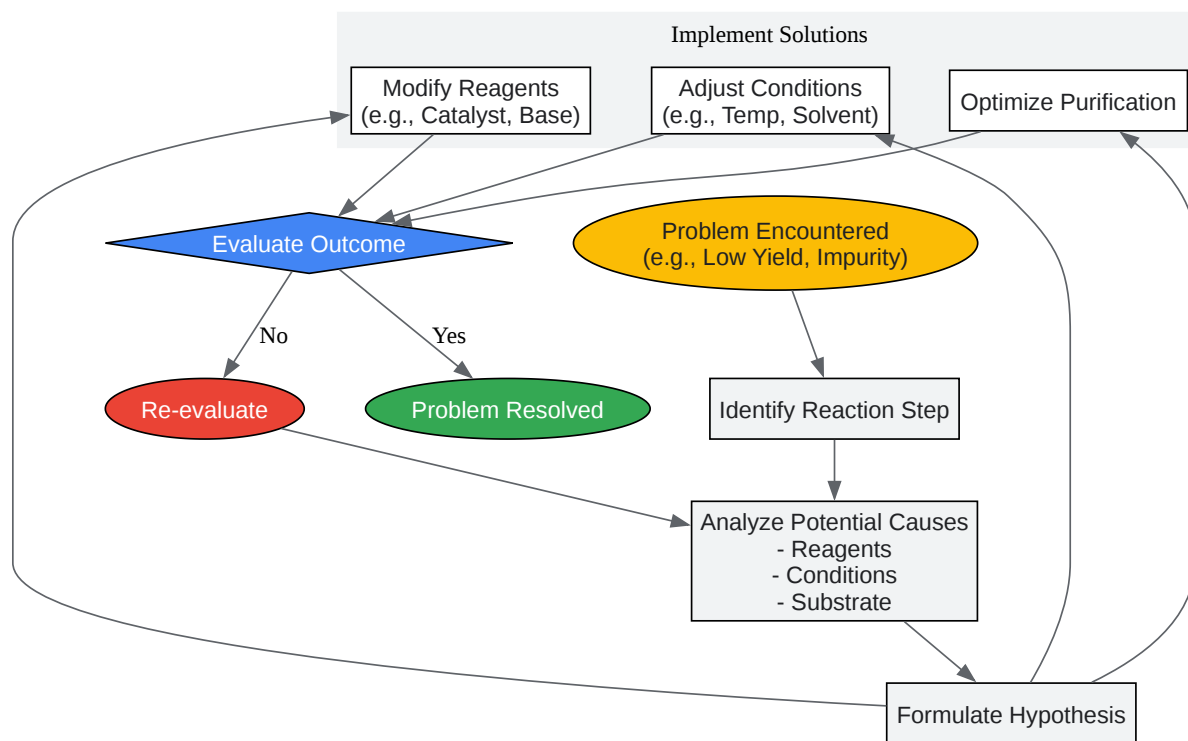 Implement Solutions
Modify Reagents
(e.g., Catalyst, Base)
Adjust Conditions
(e.g., Temp, Solvent)
Optimize Purification
Evaluate Outcome
Problem Encountered
(e.g., Low Yield, Impurity)
No
Yes
Re-evaluate
Problem Resolved
Identify Reaction Step
Analyze Potential Causes
- Reagents
- Conditions
- Substrate
Formulate Hypothesis